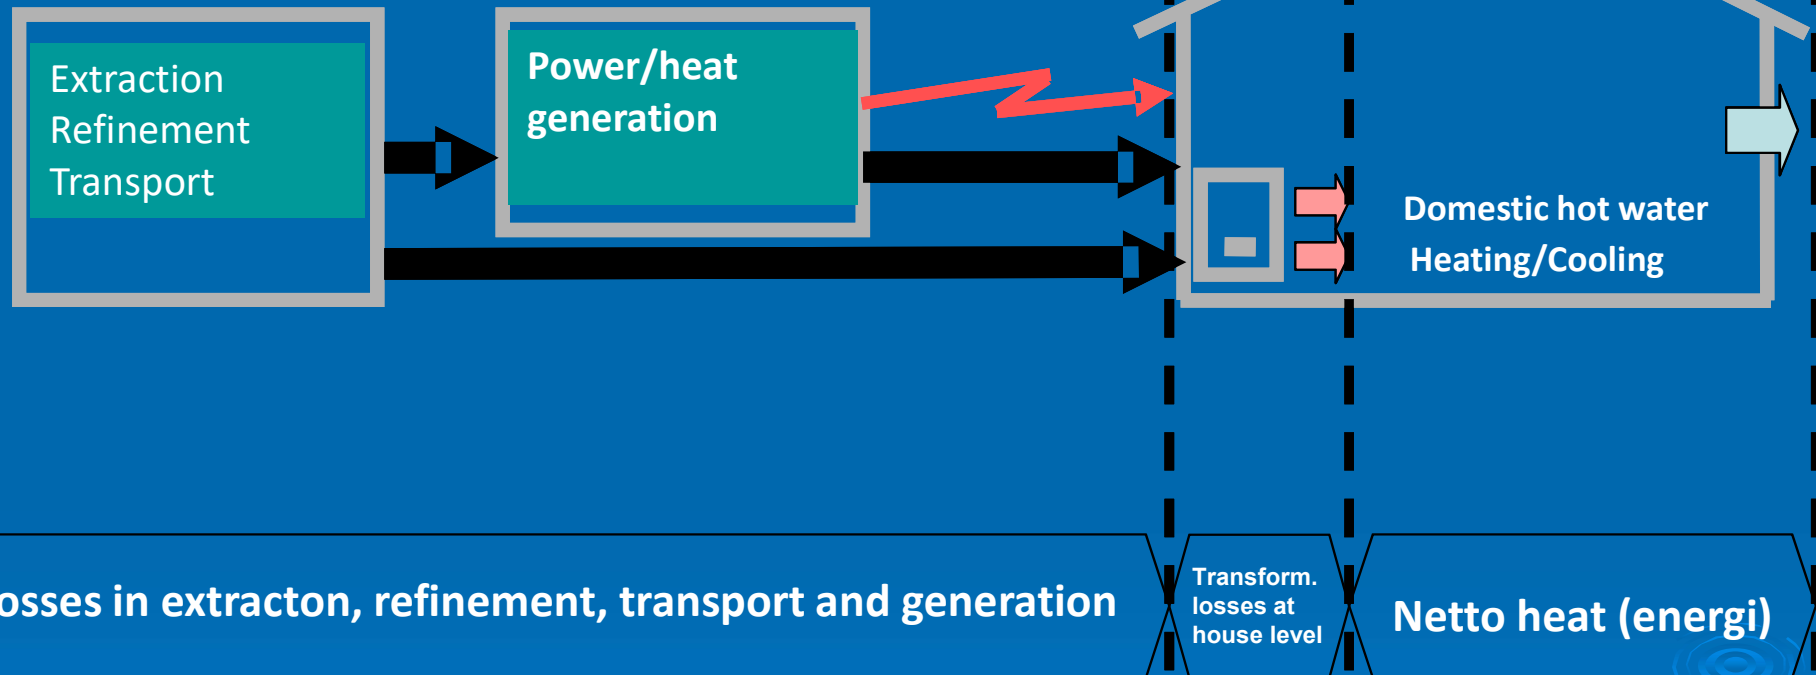 Extraction
Refinement
Transport
Power/heat
generation
Domestic hot water
Heating/Cooling
osses in extracton, refinement, transport and generation
Transform.
losses at
house level
Netto heat (energi)